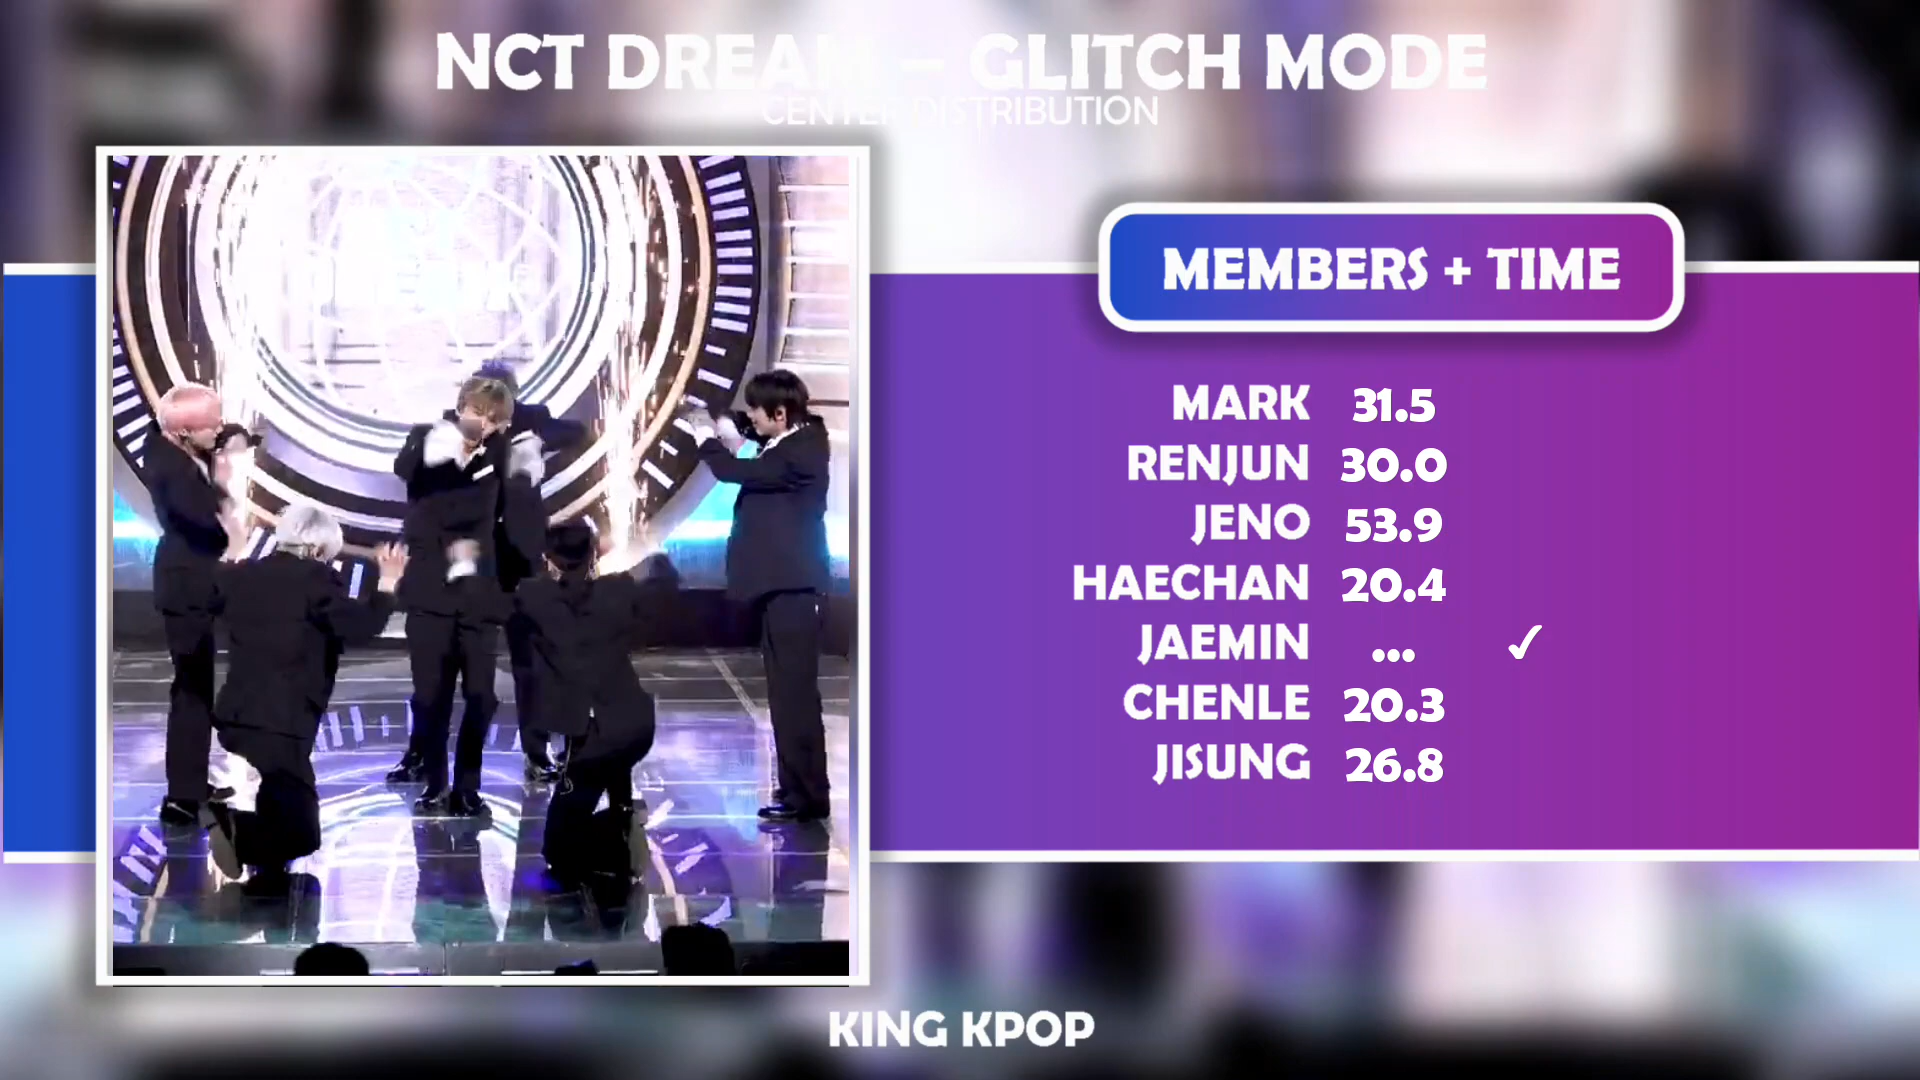 NCT DREAM – GLITCH MODE
CENTER DISTRIBUTION
MEMBERS + TIME
MARK 31.5
RENJUN 30.0
JENO 53.9
HAECHAN 20.4
JAEMIN ... ✓
CHENLE 20.3
JISUNG 26.8
KING KPOP